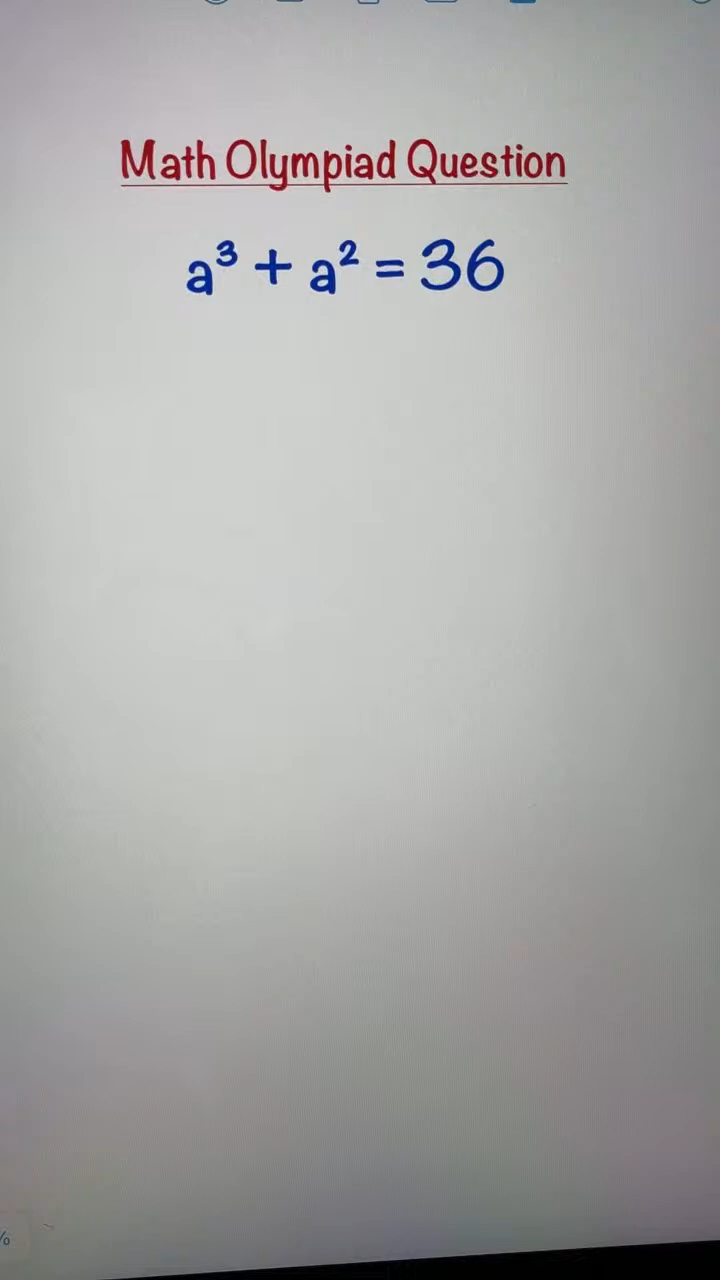 Math Olympiad Question
a³ + a² = 36
%